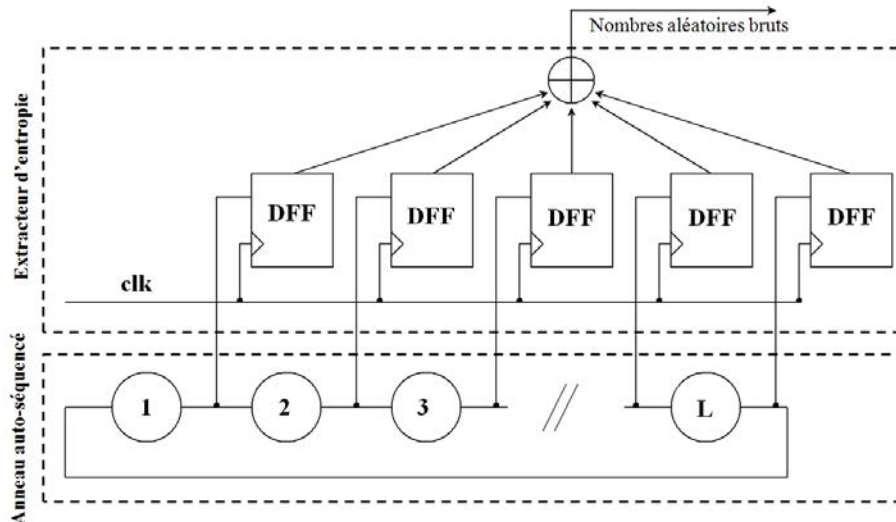 Nombres aléatoires bruts
Extracteur d'entropie
DFF DFF DFF DFF DFF
clk
Anneau auto-séquencé
1 2 3 L